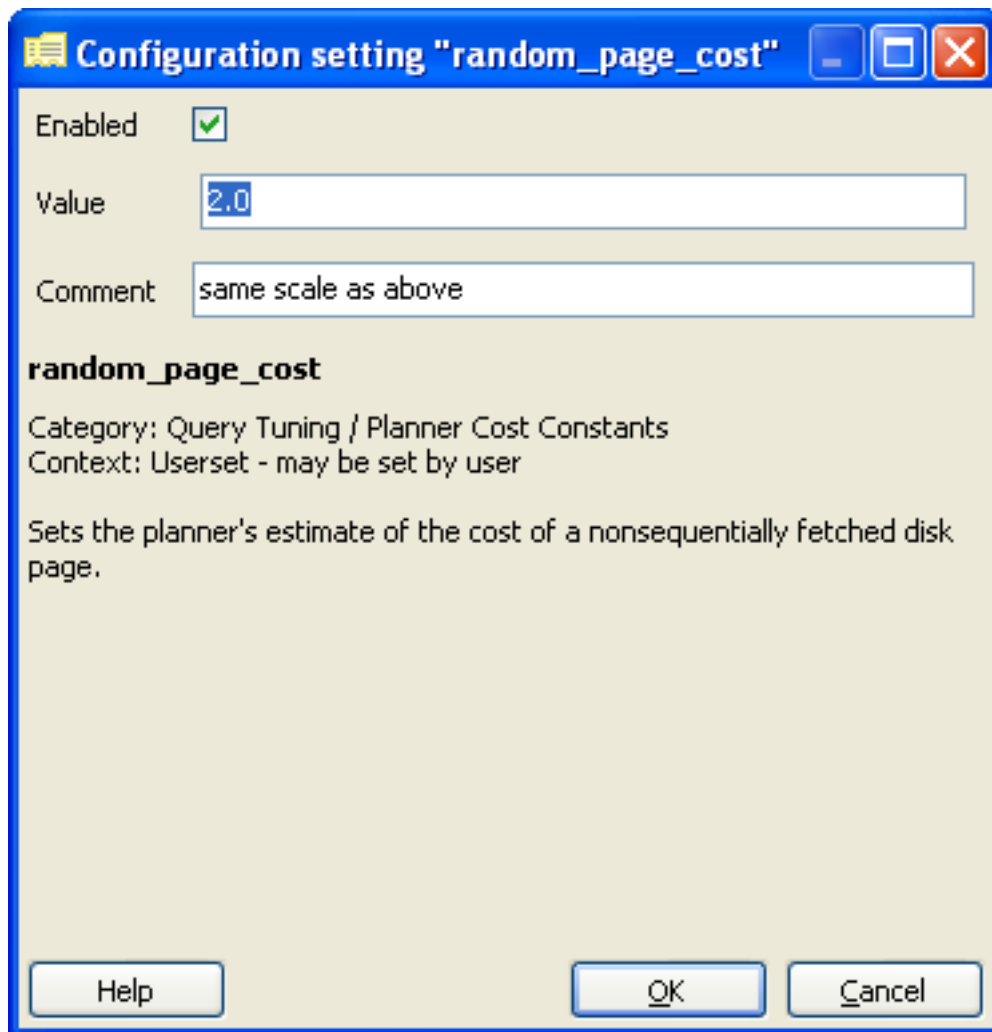 Configuration setting "random_page_cost"
Enabled
Value 2.0
Comment same scale as above
random_page_cost
Category: Query Tuning / Planner Cost Constants
Context: Userset - may be set by user
Sets the planner's estimate of the cost of a nonsequentially fetched disk
page.
Help OK Cancel